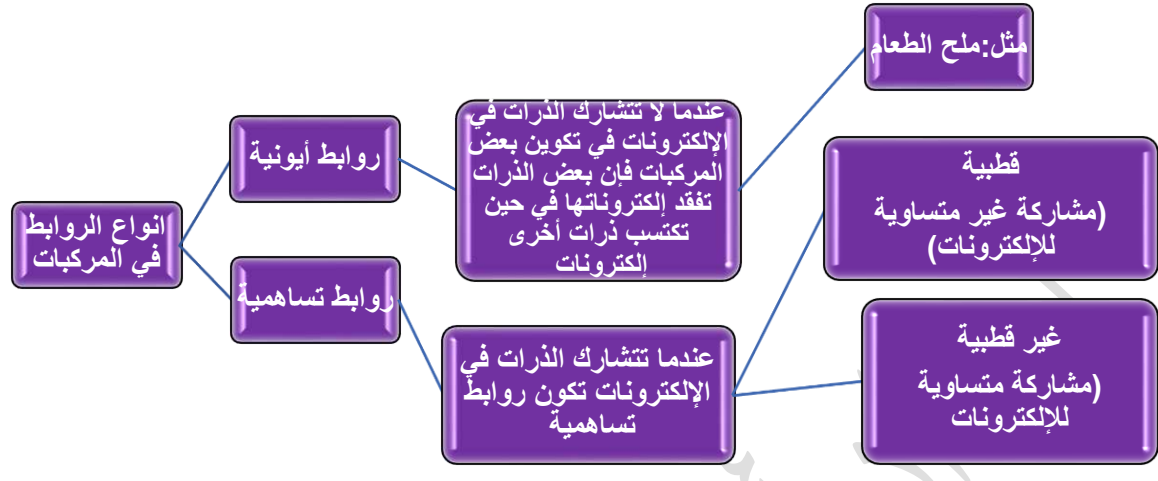 انواع الروابط
في المركبات
روابط أيونية
عندما لا تتشارك الذرات في
الإلكترونات في تكوين بعض
المركبات فإن بعض الذرات
تفقد إلكتروناتها في حين
تكتسب ذرات أخرى
إلكترونات
مثل:ملح الطعام
روابط تساهمية
عندما تتشارك الذرات في
الإلكترونات تكون روابط
تساهمية
قطبية
(مشاركة غير متساوية
للإلكترونات)
غير قطبية
(مشاركة متساوية
للإلكترونات